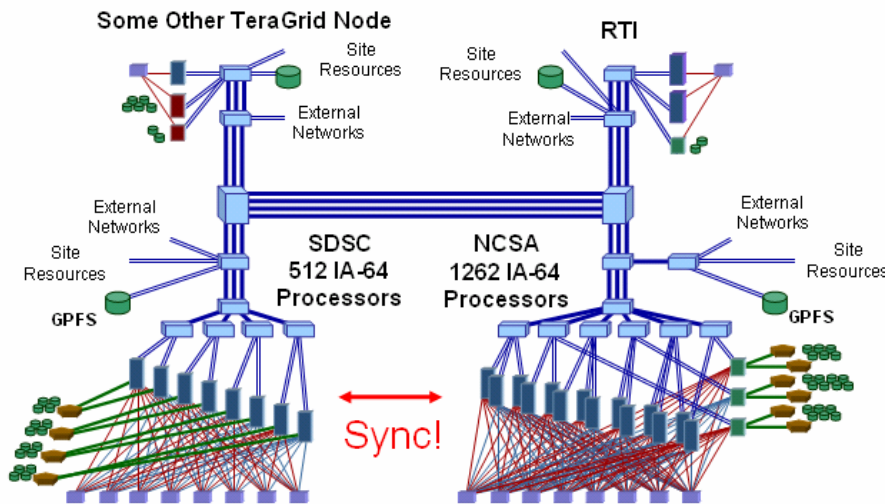 Some Other TeraGrid Node
RTI
Site
Resources
External
Networks
Site
Resources
External
Networks
External
Networks
Site
Resources
GPFS
SDSC
512 IA-64
Processors
NCSA
1262 IA-64
Processors
External
Networks
Site
Resources
GPFS
Sync!